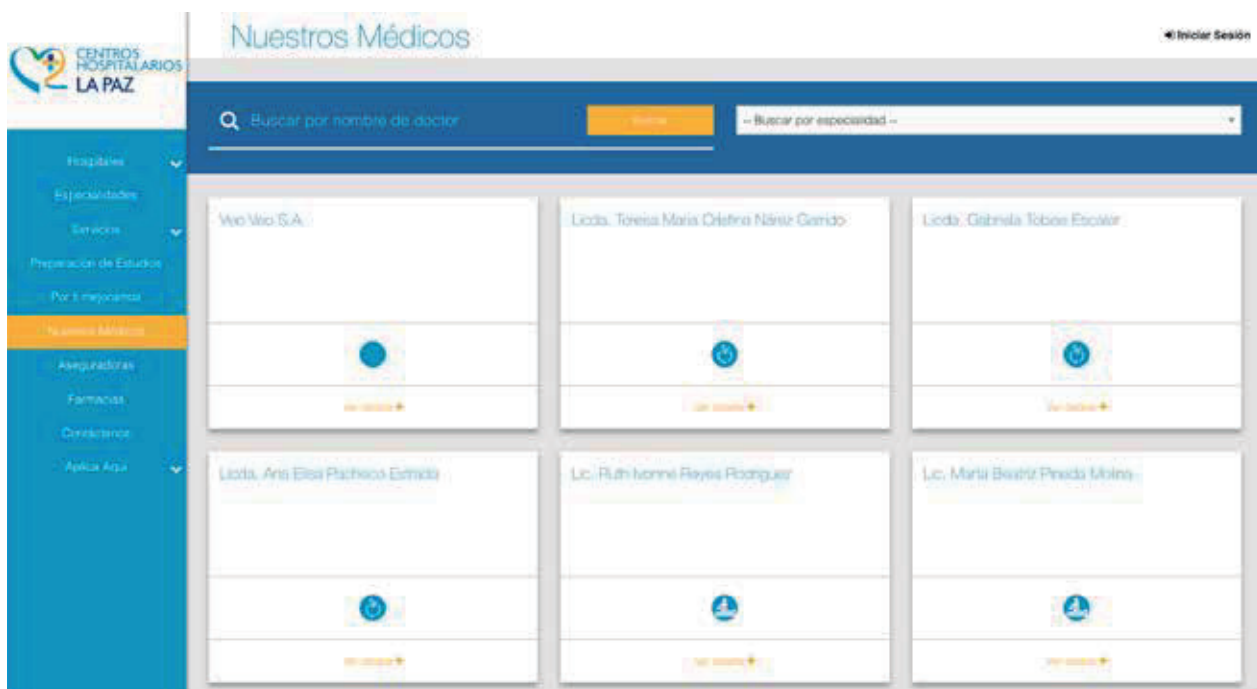 CENTROS
HOSPITALARIOS
LA PAZ
Nuestros Médicos
Iniciar Sesión
Buscar por nombre de doctor
Buscar
-- Buscar por especialidad --
Hospitales
Especialidades
Servicios
Preparación de Estudios
Por ti mejoramos
Nuestros Médicos
Aseguradoras
Farmacias
Contáctenos
Aplica Aquí
Veo Veo S.A.
Licda. Teresa María Cristina Garrido
Licda. Gabriela Tobias Escobar
Licda. Ana Elisa Pacheco Estrada
Lic. Ruth Ivonne Reyes Rodriguez
Lic. María Beatriz Pineda Molina